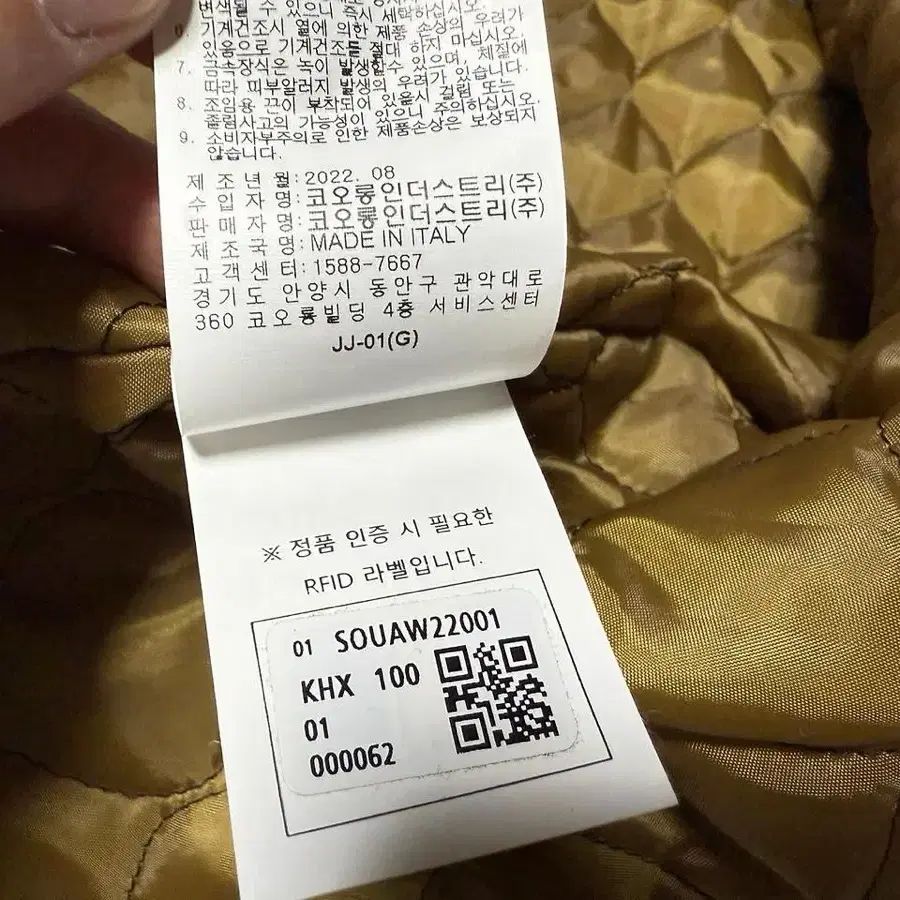 변색될 수 있으니 즉시 세탁하십시오.
6. 기계건조시 열에 의한 제품 손상의 우려가
있음으로 기계건조를 절대 하지 마십시오.
7. 금속장식은 녹이 발생할수 있으며, 체질에
따라 피부알러지 발생의 우려가 있습니다.
8. 조임용 끈이 부착되어 있을시 걸림 또는
졸림사고의 가능성이 있으니 주의하십시오.
9. 소비자부주의로 인한 제품손상은 보상되지
않습니다.
제 조 년 월: 2022. 08
수 입 자 명: 코오롱인더스트리(주)
판 매 자 명: 코오롱인더스트리(주)
제 조 국 명: MADE IN ITALY
고 객 센 터: 1588-7667
경기도 안양시 동안구 관악대로
360 코오롱빌딩 4층 서비스센터
JJ-01(G)
※ 정품 인증 시 필요한
RFID 라벨입니다.
01 SOUAW22001
KHX 100
01
000062